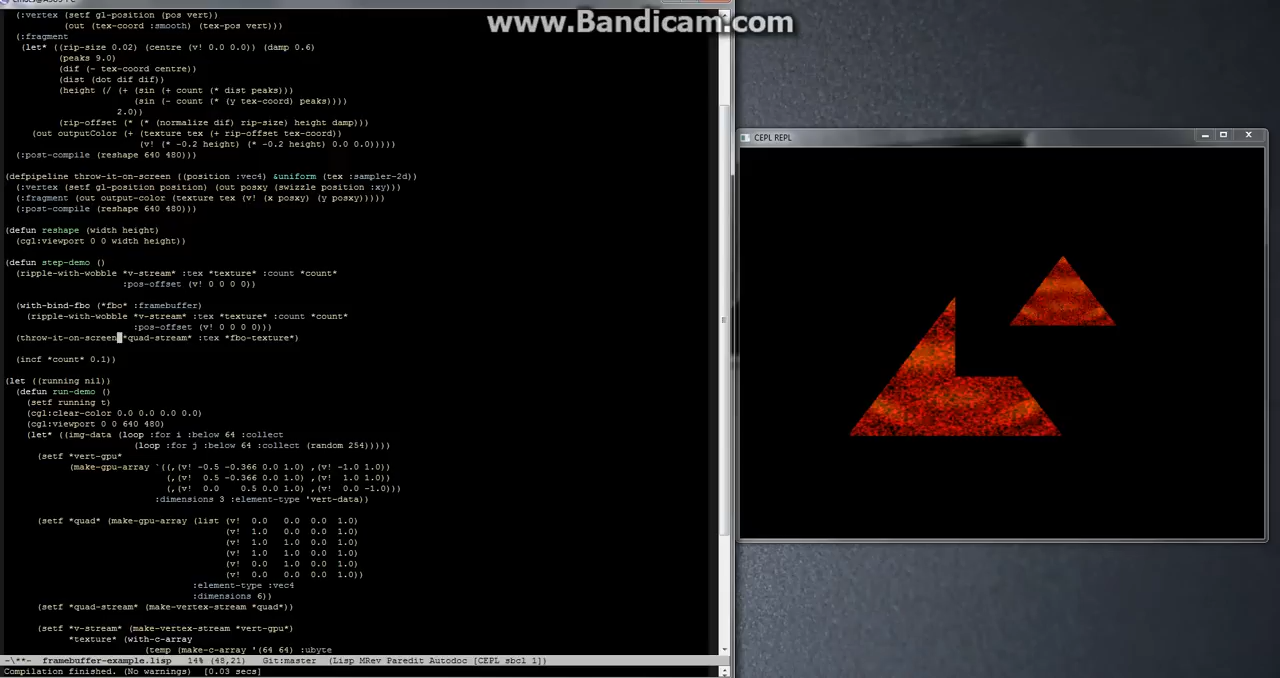 www.Bandicam.com
(:vertex (setf gl-position (pos vert))
(out (tex-coord :smooth) (tex-pos vert)))
(:fragment
(let* ((rip-size 0.02) (centre (v! 0.0 0.0)) (damp 0.6)
(peaks 9.0)
(dif (- tex-coord centre))
(dist (dot dif dif))
(height (/ (+ (sin (+ count (* dist peaks)))
(sin (- count (* (y tex-coord) peaks))))
2.0))
(rip-offset (* (* (normalize dif) rip-size) height damp)))
(out outputColor (+ (texture tex (+ rip-offset tex-coord))
(v! (* -0.2 height) (* -0.2 height) 0.0 0.0)))))
(:post-compile (reshape 640 480)))
(defpipeline throw-it-on-screen ((position :vec4) &uniform (tex :sampler-2d))
(:vertex (setf gl-position position) (out posxy (swizzle position :xy)))
(:fragment (out output-color (texture tex (v! (x posxy) (y posxy)))))
(:post-compile (reshape 640 480)))
(defun reshape (width height)
(cgl:viewport 0 0 width height))
(defun step-demo ()
(ripple-with-wobble *v-stream* :tex *texture* :count *count*
:pos-offset (v! 0 0 0 0))
(with-bind-fbo (*fbo* :framebuffer)
(ripple-with-wobble *v-stream* :tex *texture* :count *count*
:pos-offset (v! 0 0 0 0)))
(throw-it-on-screen *quad-stream* :tex *fbo-texture*)
(incf *count* 0.1))
(let ((running nil))
(defun run-demo ()
(setf running t)
(cgl:clear-color 0.0 0.0 0.0 0.0)
(cgl:viewport 0 0 640 480)
(let* ((img-data (loop :for i :below 64 :collect
(loop :for j :below 64 :collect (random 254)))))
(setf *vert-gpu*
(make-gpu-array `((,(v! -0.5 -0.366 0.0 1.0) ,(v! -1.0 1.0))
(,(v! 0.5 -0.366 0.0 1.0) ,(v! 1.0 1.0))
(,(v! 0.0 0.5 0.0 1.0) ,(v! 0.0 -1.0)))
:dimensions 3 :element-type 'vert-data))
(setf *quad* (make-gpu-array (list (v! 0.0 0.0 0.0 1.0)
(v! 1.0 0.0 0.0 1.0)
(v! 1.0 1.0 0.0 1.0)
(v! 1.0 1.0 0.0 1.0)
(v! 0.0 1.0 0.0 1.0)
(v! 0.0 0.0 0.0 1.0))
:element-type :vec4
:dimensions 6))
(setf *quad-stream* (make-vertex-stream *quad*))
(setf *v-stream* (make-vertex-stream *vert-gpu*)
*texture* (with-c-array
(temp (make-c-array '(64 64) :ubyte
-\**- framebuffer-example.lisp 14% (48,21) Git:master (Lisp MRev Paredit Autodoc [CEPL sbcl 1])
Compilation finished. (No warnings) [0.03 secs]
CEPL REPL